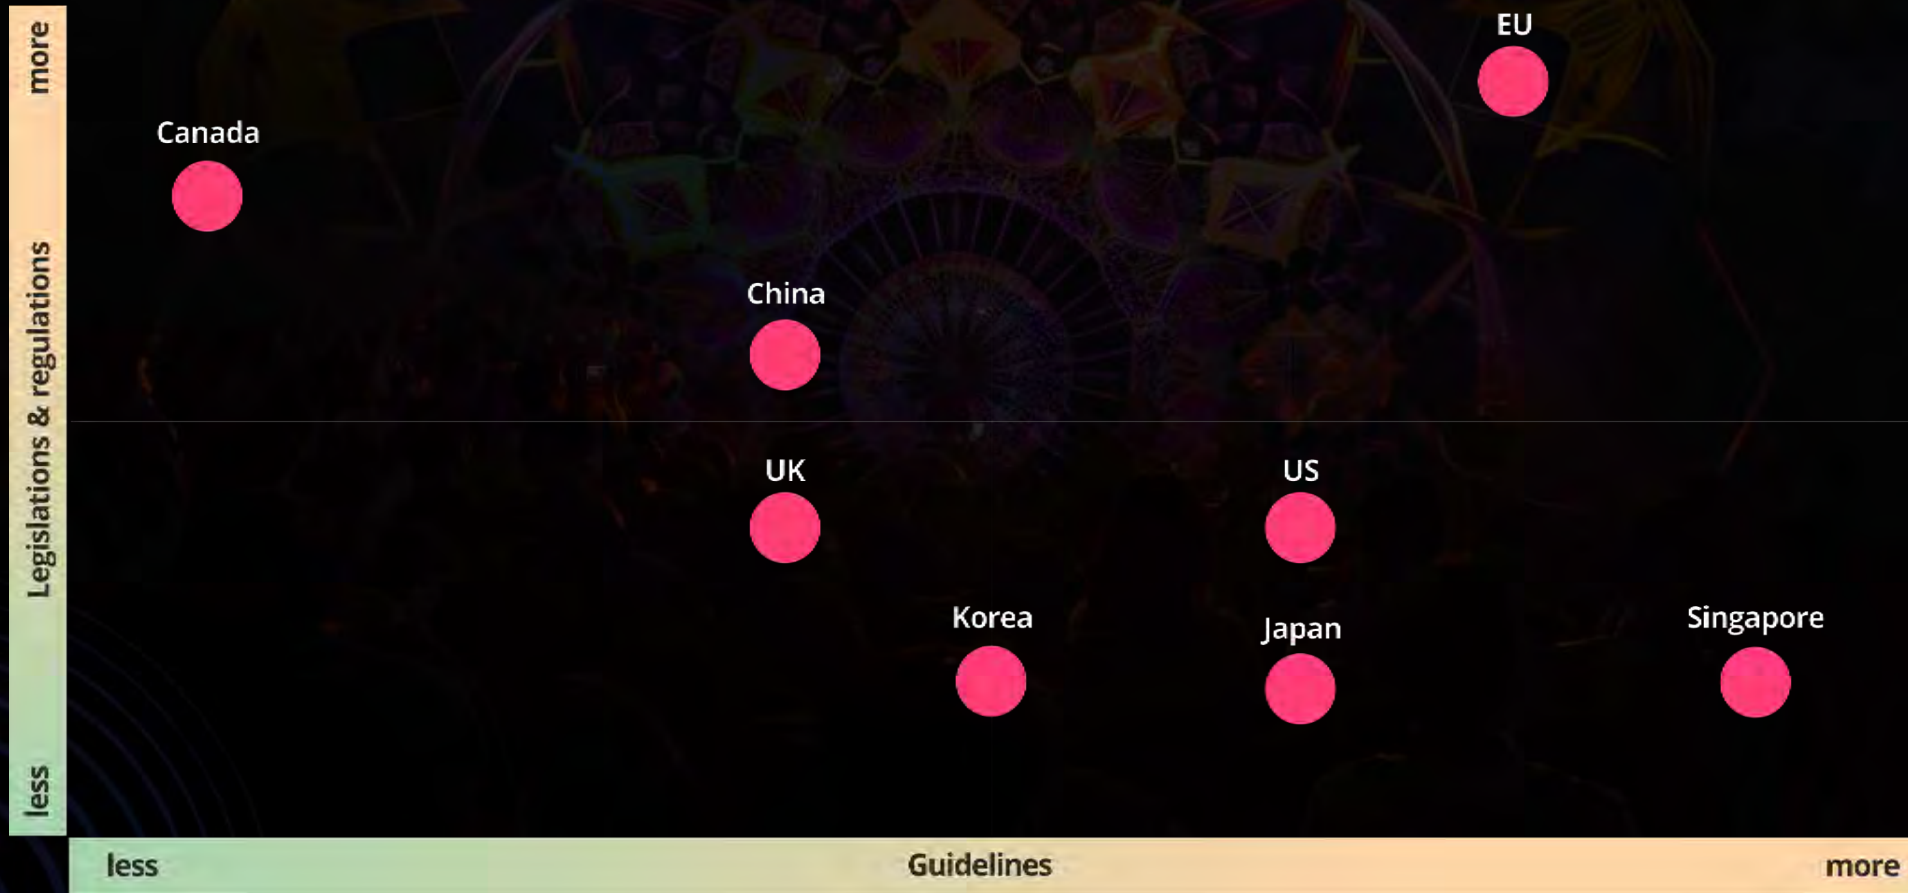 more
EU
Canada
Legislations & regulations
China
UK
US
Korea
Japan
Singapore
less
less
Guidelines
more